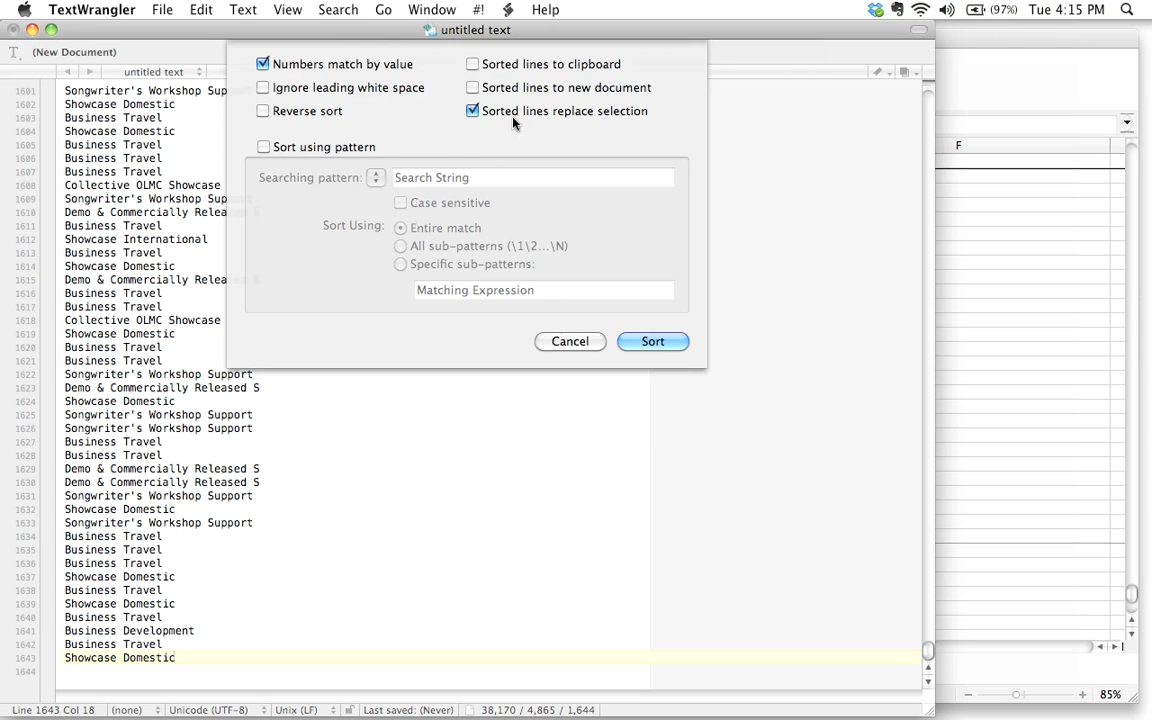 TextWrangler File Edit Text View Search Go Window #! Help (97%) Tue 4:15 PM
untitled text
(New Document)
untitled text
Numbers match by value
Sorted lines to clipboard
Ignore leading white space
Sorted lines to new document
Reverse sort
Sorted lines replace selection
Sort using pattern
Searching pattern: Search String
Case sensitive
Sort Using: Entire match
All sub-patterns (\1\2...\N)
Specific sub-patterns:
Matching Expression
Cancel Sort
F
1601 Songwriter's Workshop Sup
1602 Showcase Domestic
1603 Business Travel
1604 Showcase Domestic
1605 Business Travel
1606 Business Travel
1607 Business Travel
1608 Collective OLMC Showcase
1609 Songwriter's Workshop Sup
1610 Demo & Commercially Released S
1611 Business Travel
1612 Showcase International
1613 Business Travel
1614 Showcase Domestic
1615 Demo & Commercially Released S
1616 Business Travel
1617 Business Travel
1618 Collective OLMC Showcase
1619 Showcase Domestic
1620 Business Travel
1621 Business Travel
1622 Songwriter's Workshop Support
1623 Demo & Commercially Released S
1624 Showcase Domestic
1625 Songwriter's Workshop Support
1626 Songwriter's Workshop Support
1627 Business Travel
1628 Business Travel
1629 Demo & Commercially Released S
1630 Demo & Commercially Released S
1631 Songwriter's Workshop Support
1632 Showcase Domestic
1633 Songwriter's Workshop Support
1634 Business Travel
1635 Business Travel
1636 Business Travel
1637 Showcase Domestic
1638 Business Travel
1639 Showcase Domestic
1640 Business Travel
1641 Business Development
1642 Business Travel
1643 Showcase Domestic
1644
Line 1643 Col 18 (none) Unicode (UTF-8) Unix (LF) Last saved: (Never) 38,170 / 4,865 / 1,644
85%